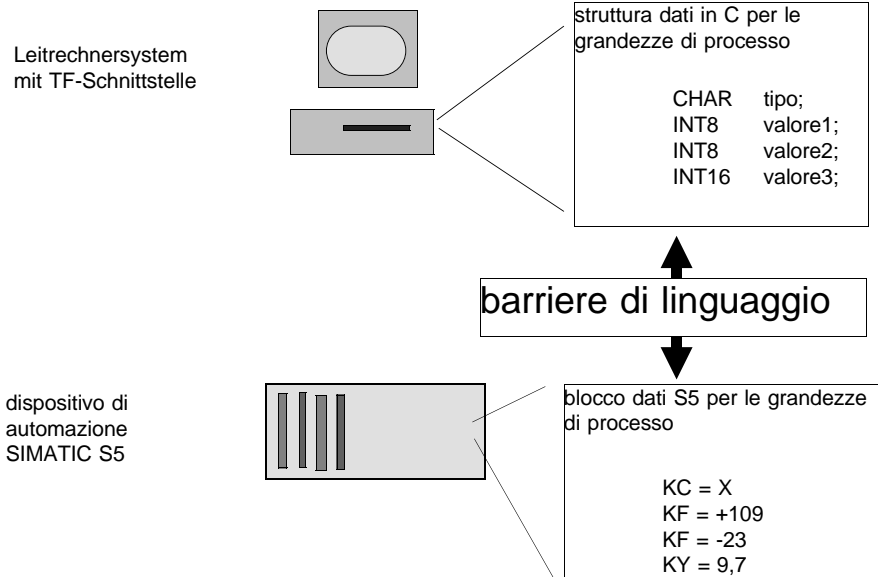 Leitrechnersystem
mit TF-Schnittstelle
struttura dati in C per le
grandezze di processo
CHAR tipo;
INT8 valore1;
INT8 valore2;
INT16 valore3;
barriere di linguaggio
dispositivo di
automazione
SIMATIC S5
blocco dati S5 per le grandezze
di processo
KC = X
KF = +109
KF = -23
KY = 9,7